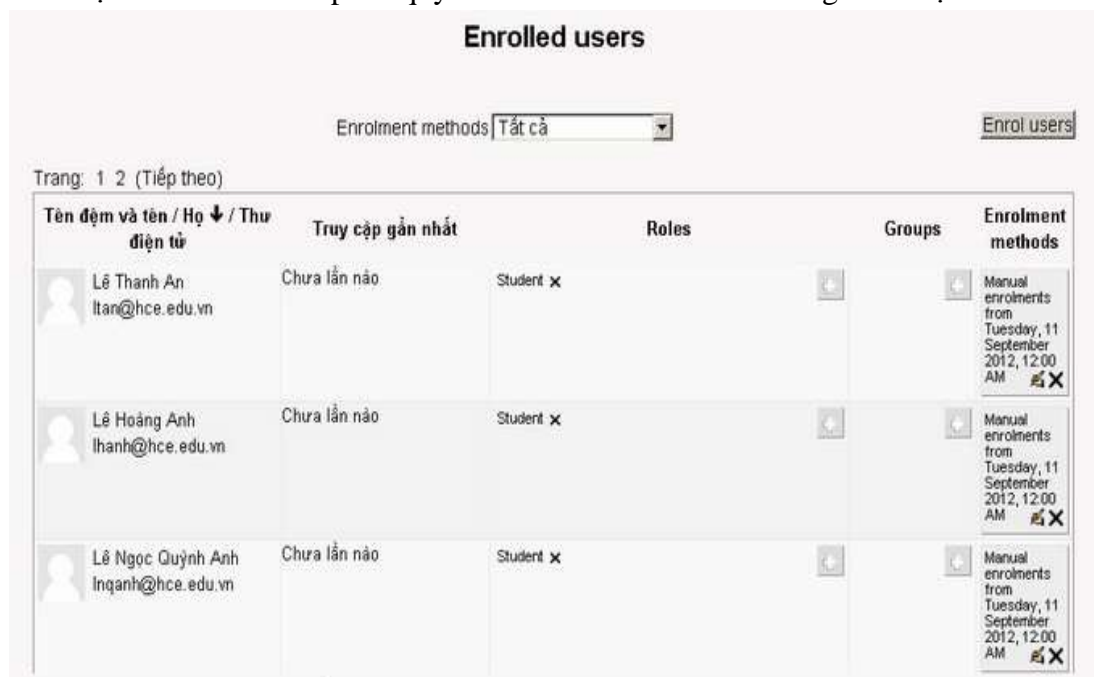 Enrolled users
Enrolment methods Tất cả
Enrol users
Trang: 1 2 (Tiếp theo)
Tên đệm và tên / Họ ↓ / Thư điện tử
Truy cập gần nhất
Roles
Groups
Enrolment methods
Lê Thanh An
ltan@hce.edu.vn
Chưa lần nào
Student
Manual
enrolments
from
Tuesday, 11
September
2012, 12:00
AM
Lê Hoàng Anh
lhanh@hce.edu.vn
Chưa lần nào
Student
Manual
enrolments
from
Tuesday, 11
September
2012, 12:00
AM
Lê Ngọc Quỳnh Anh
lnqanh@hce.edu.vn
Chưa lần nào
Student
Manual
enrolments
from
Tuesday, 11
September
2012, 12:00
AM